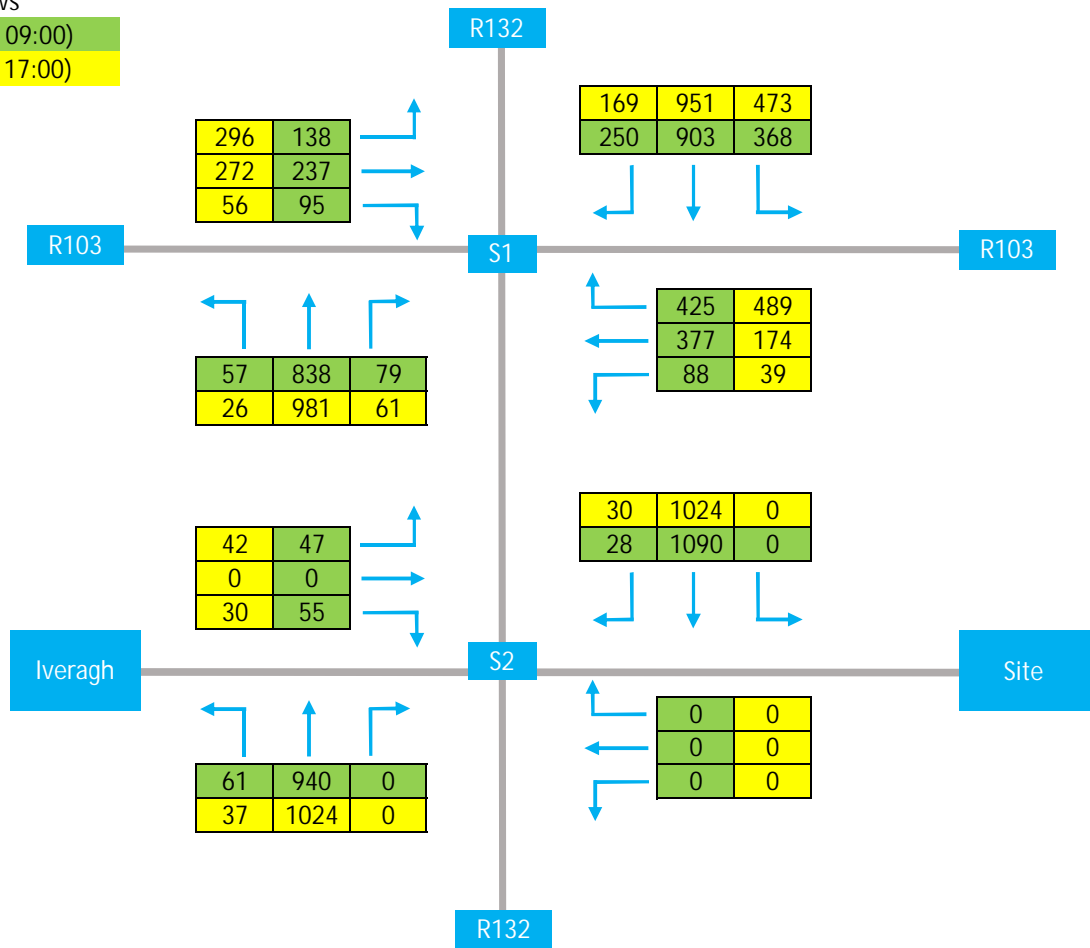 ws
09:00)
17:00)
R132
169 951 473
250 903 368
296 138
272 237
56 95
R103
S1
R103
425 489
377 174
88 39
57 838 79
26 981 61
30 1024 0
28 1090 0
42 47
0 0
30 55
Iveragh
S2
Site
0 0
0 0
0 0
61 940 0
37 1024 0
R132